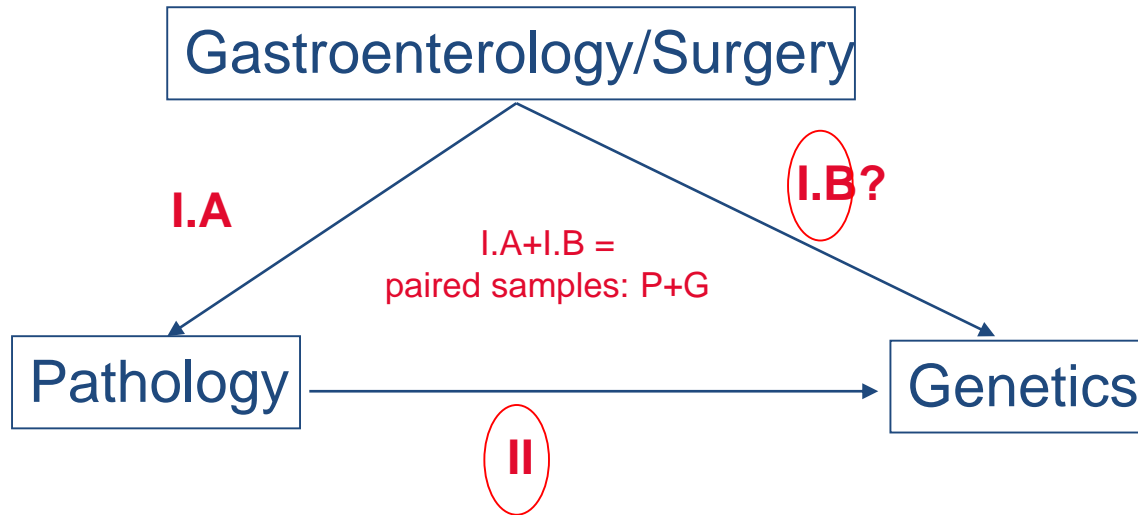 Gastroenterology/Surgery
I.A
I.B?
I.A+I.B =
paired samples: P+G
Pathology
Genetics
II